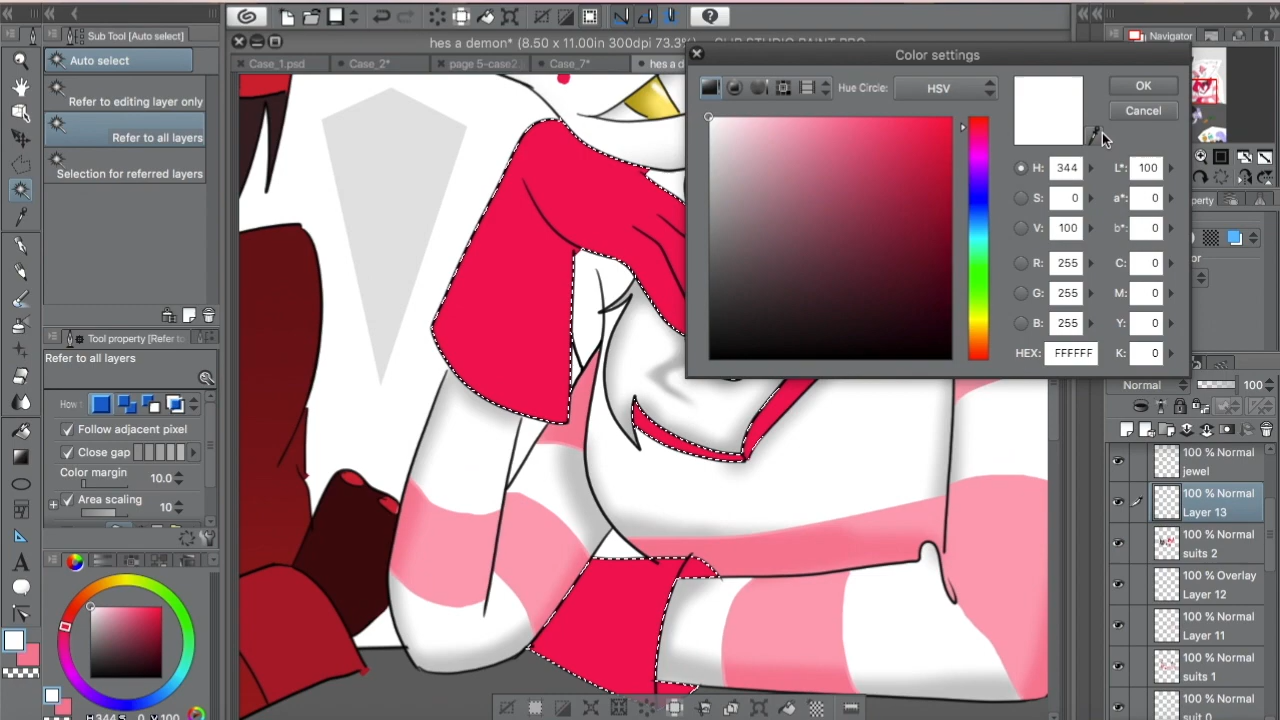 Sub Tool [Auto select]
Auto select
Refer to editing layer only
Refer to all layers
Selection for referred layers
Refer to all layers
Follow adjacent pixel
Close gap
Color margin
10.0
Area scaling
10
hes a demon* (8.50 x 11.00in 300dpi 73.3%)
Case_1.psd
Case_2*
page 5-case2
Case_7*
hes a d
Color settings
Hue Circle:
HSV
OK
Cancel
H: 344 L*: 100
S: 0 a*: 0
V: 100 b*: 0
R: 255 C: 0
G: 255 M: 0
B: 255 Y: 0
HEX: FFFFFF K: 0
Navigator
Normal 100
100 % Normal
jewel
100 % Normal
Layer 13
100 % Normal
suits 2
100 % Overlay
Layer 12
100 % Normal
Layer 11
100 % Normal
suits 1
100 % Normal